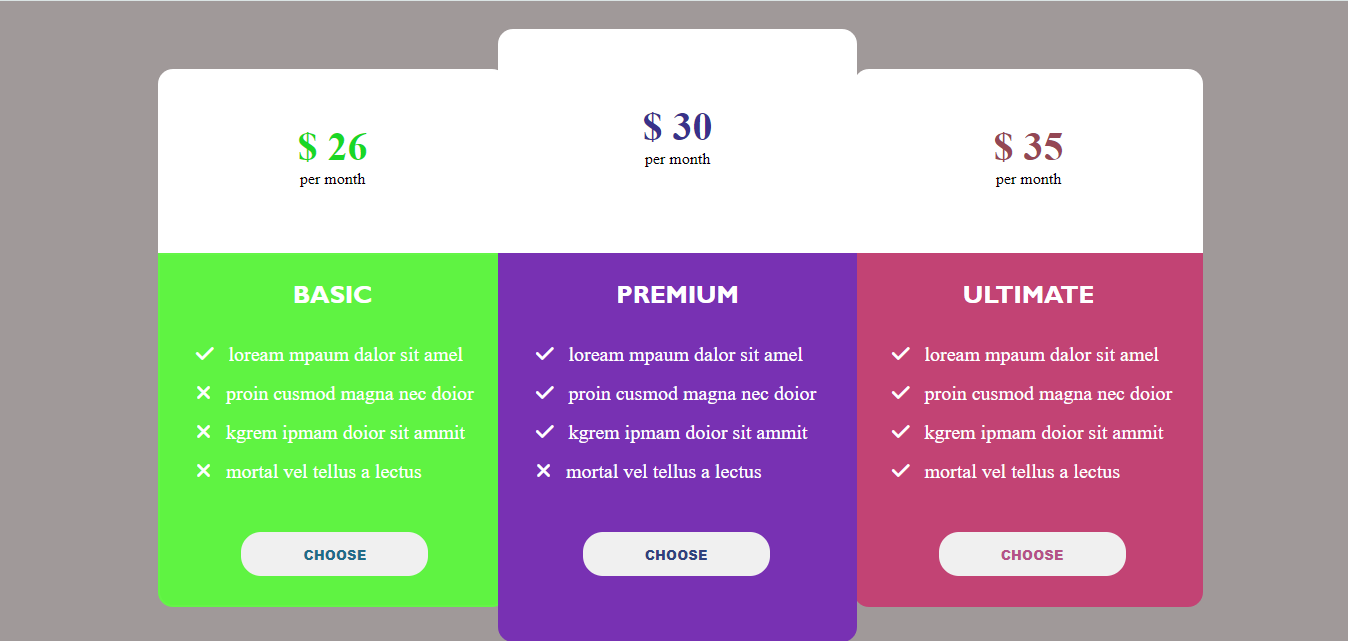 $ 26
per month
BASIC
loream mpaum dalor sit amel
proin cusmod magna nec doior
kgrem ipmam doior sit ammit
mortal vel tellus a lectus
CHOOSE
$ 30
per month
PREMIUM
loream mpaum dalor sit amel
proin cusmod magna nec doior
kgrem ipmam doior sit ammit
mortal vel tellus a lectus
CHOOSE
$ 35
per month
ULTIMATE
loream mpaum dalor sit amel
proin cusmod magna nec doior
kgrem ipmam doior sit ammit
mortal vel tellus a lectus
CHOOSE